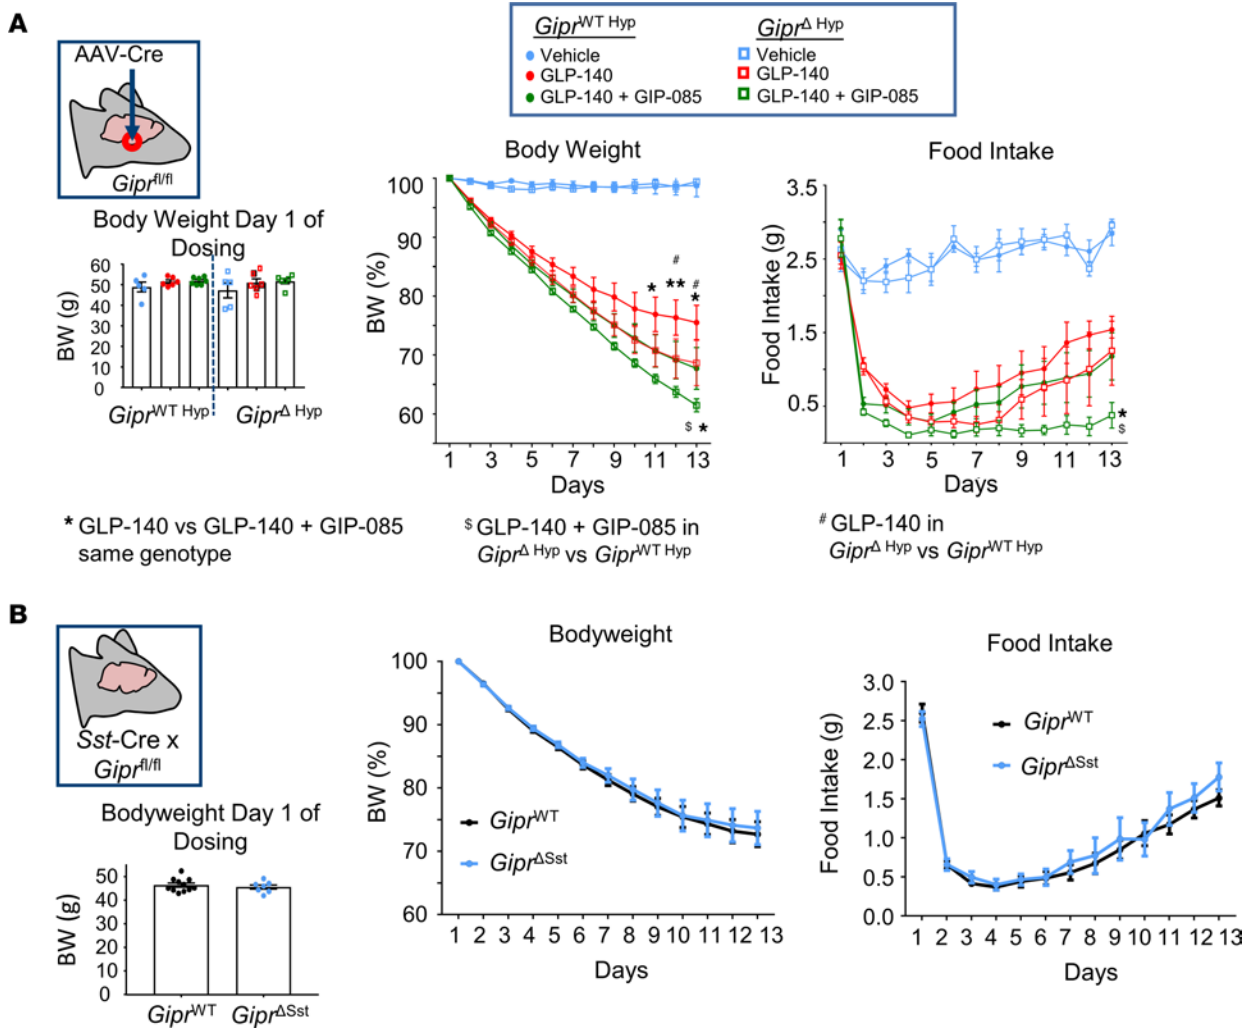 A
AAV-Cre
Gipr^fl/fl
Gipr^WT Hyp
Vehicle
GLP-140
GLP-140 + GIP-085
Gipr^Δ Hyp
Vehicle
GLP-140
GLP-140 + GIP-085
Body Weight Day 1 of
Dosing
BW (g)
60
50
40
30
20
10
0
Gipr^WT Hyp
Gipr^Δ Hyp
Body Weight
BW (%)
100
90
80
70
60
#
#
* ** *
$ *
1 3 5 7 9 11 13
Days
Food Intake
Food Intake (g)
3.5
2.5
1.5
0.5
*
$
1 3 5 7 9 11 13
Days
* GLP-140 vs GLP-140 + GIP-085
same genotype
$ GLP-140 + GIP-085 in
Gipr^Δ Hyp vs Gipr^WT Hyp
# GLP-140 in
Gipr^Δ Hyp vs Gipr^WT Hyp
B
Sst-Cre x
Gipr^fl/fl
Bodyweight Day 1 of
Dosing
BW (g)
50
40
30
20
10
0
Gipr^WT
Gipr^ΔSst
Bodyweight
BW (%)
100
90
80
70
60
Gipr^WT
Gipr^ΔSst
1 2 3 4 5 6 7 8 9 10 11 12 13
Days
Food Intake
Food Intake (g)
3.0
2.5
2.0
1.5
1.0
0.5
0.0
Gipr^WT
Gipr^ΔSst
1 2 3 4 5 6 7 8 9 10 11 12 13
Days